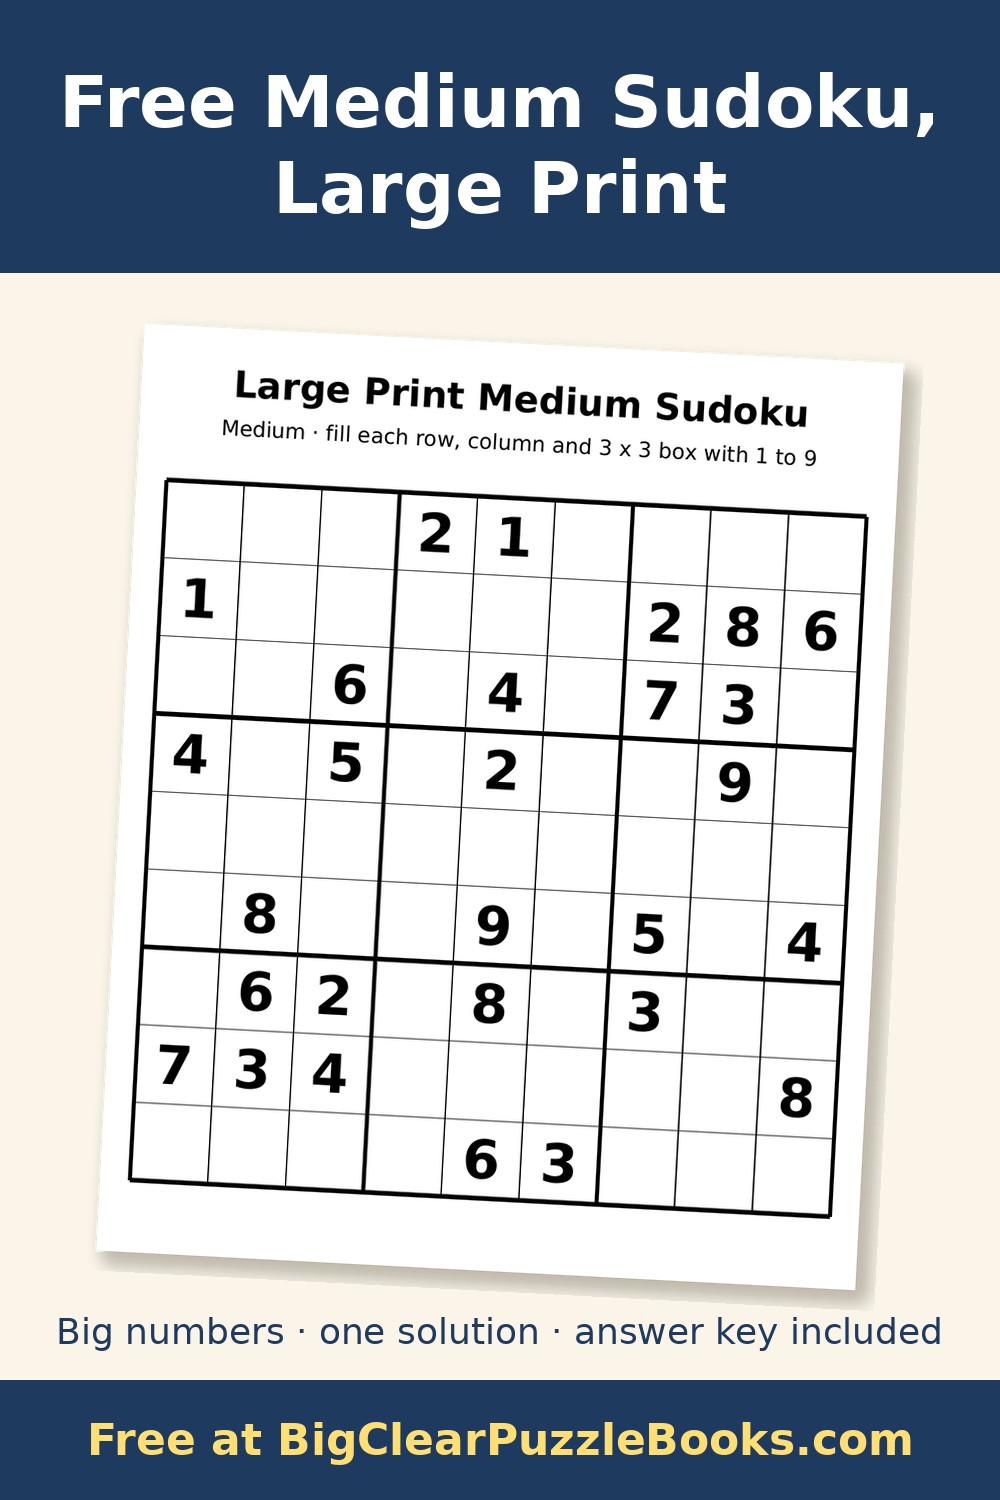 Free Medium Sudoku,
Large Print
Large Print Medium Sudoku
Medium · fill each row, column and 3 x 3 box with 1 to 9
2 1
1 2 8 6
6 4 7 3
4 5 2 9
8 9 5 4
6 2 8 3
7 3 4 8
6 3
Big numbers · one solution · answer key included
Free at BigClearPuzzleBooks.com